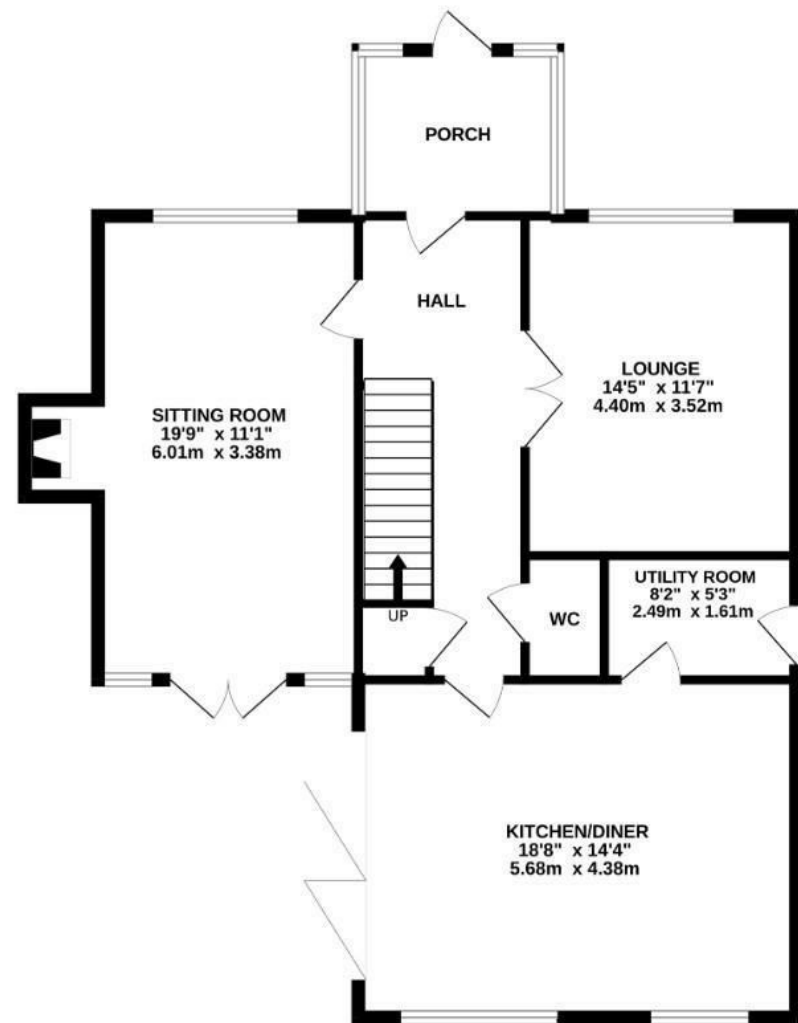 PORCH
HALL
LOUNGE
14'5" x 11'7"
4.40m x 3.52m
SITTING ROOM
19'9" x 11'1"
6.01m x 3.38m
UTILITY ROOM
8'2" x 5'3"
2.49m x 1.61m
UP
WC
KITCHEN/DINER
18'8" x 14'4"
5.68m x 4.38m